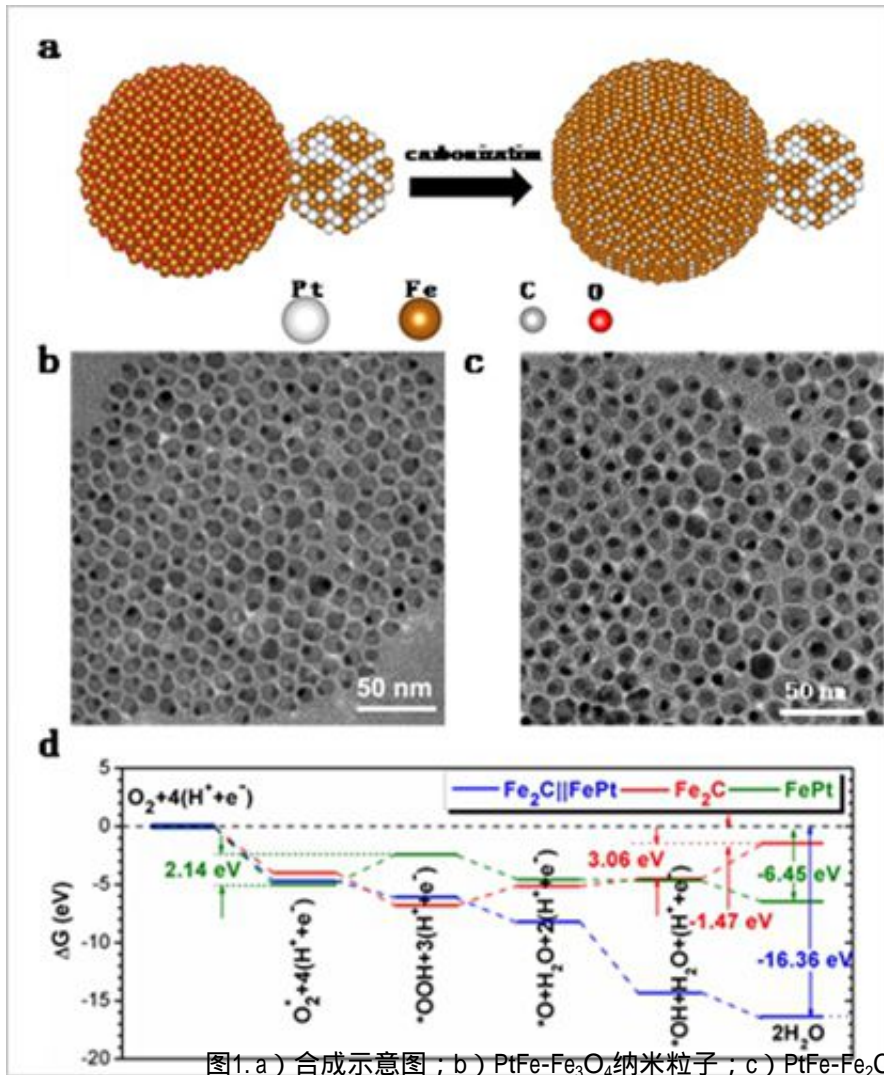 a
carbonization
Pt Fe C O
b c
50 nm 50 nm
d
5
0
-5
-10
-15
-20
ΔG (eV)
O₂+4(H⁺+e⁻)
Fe₂C||FePt Fe₂C FePt
2.14 eV
3.06 eV
-1.47 eV
-6.45 eV
-16.36 eV
O₂*+4(H⁺+e⁻)
*OOH+3(H⁺+e⁻)
*O+H₂O+2(H⁺+e⁻)
*OH+H₂O+(H⁺+e⁻)
2H₂O
图1. a）合成示意图；b）PtFe-Fe₃O₄纳米粒子；c）PtFe-Fe₂C